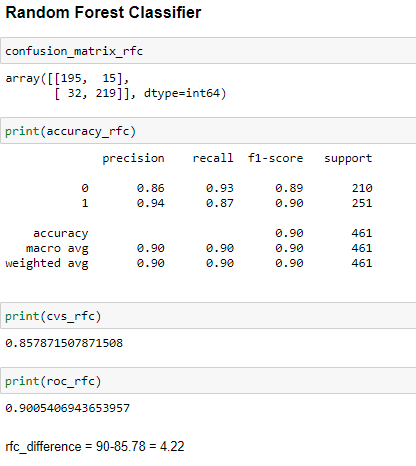 Random Forest Classifier
confusion_matrix_rfc
array([[195,  15],
       [ 32, 219]], dtype=int64)
print(accuracy_rfc)
              precision    recall  f1-score   support
           0       0.86      0.93      0.89       210
           1       0.94      0.87      0.90       251
    accuracy                           0.90       461
   macro avg       0.90      0.90      0.90       461
weighted avg       0.90      0.90      0.90       461
print(cvs_rfc)
0.857871507871508
print(roc_rfc)
0.9005406943653957
rfc_difference = 90-85.78 = 4.22